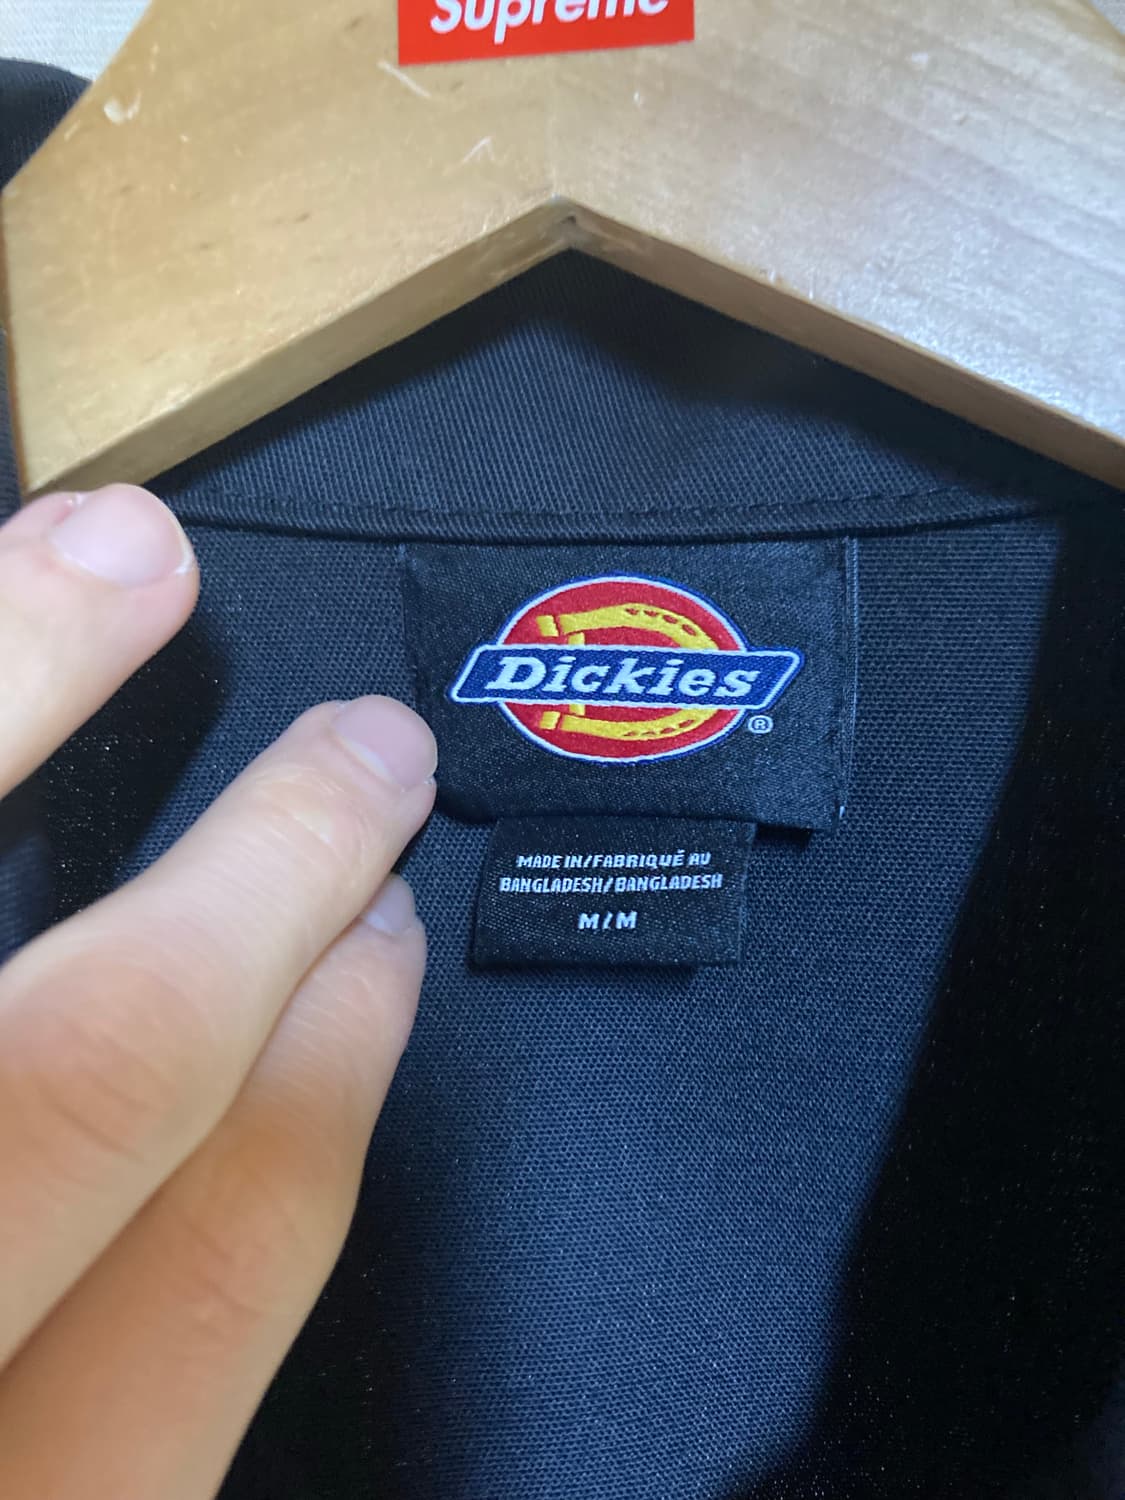 Supreme
Dickies
®
MADE IN/FABRIQUÉ AU
BANGLADESH/BANGLADESH
M/M